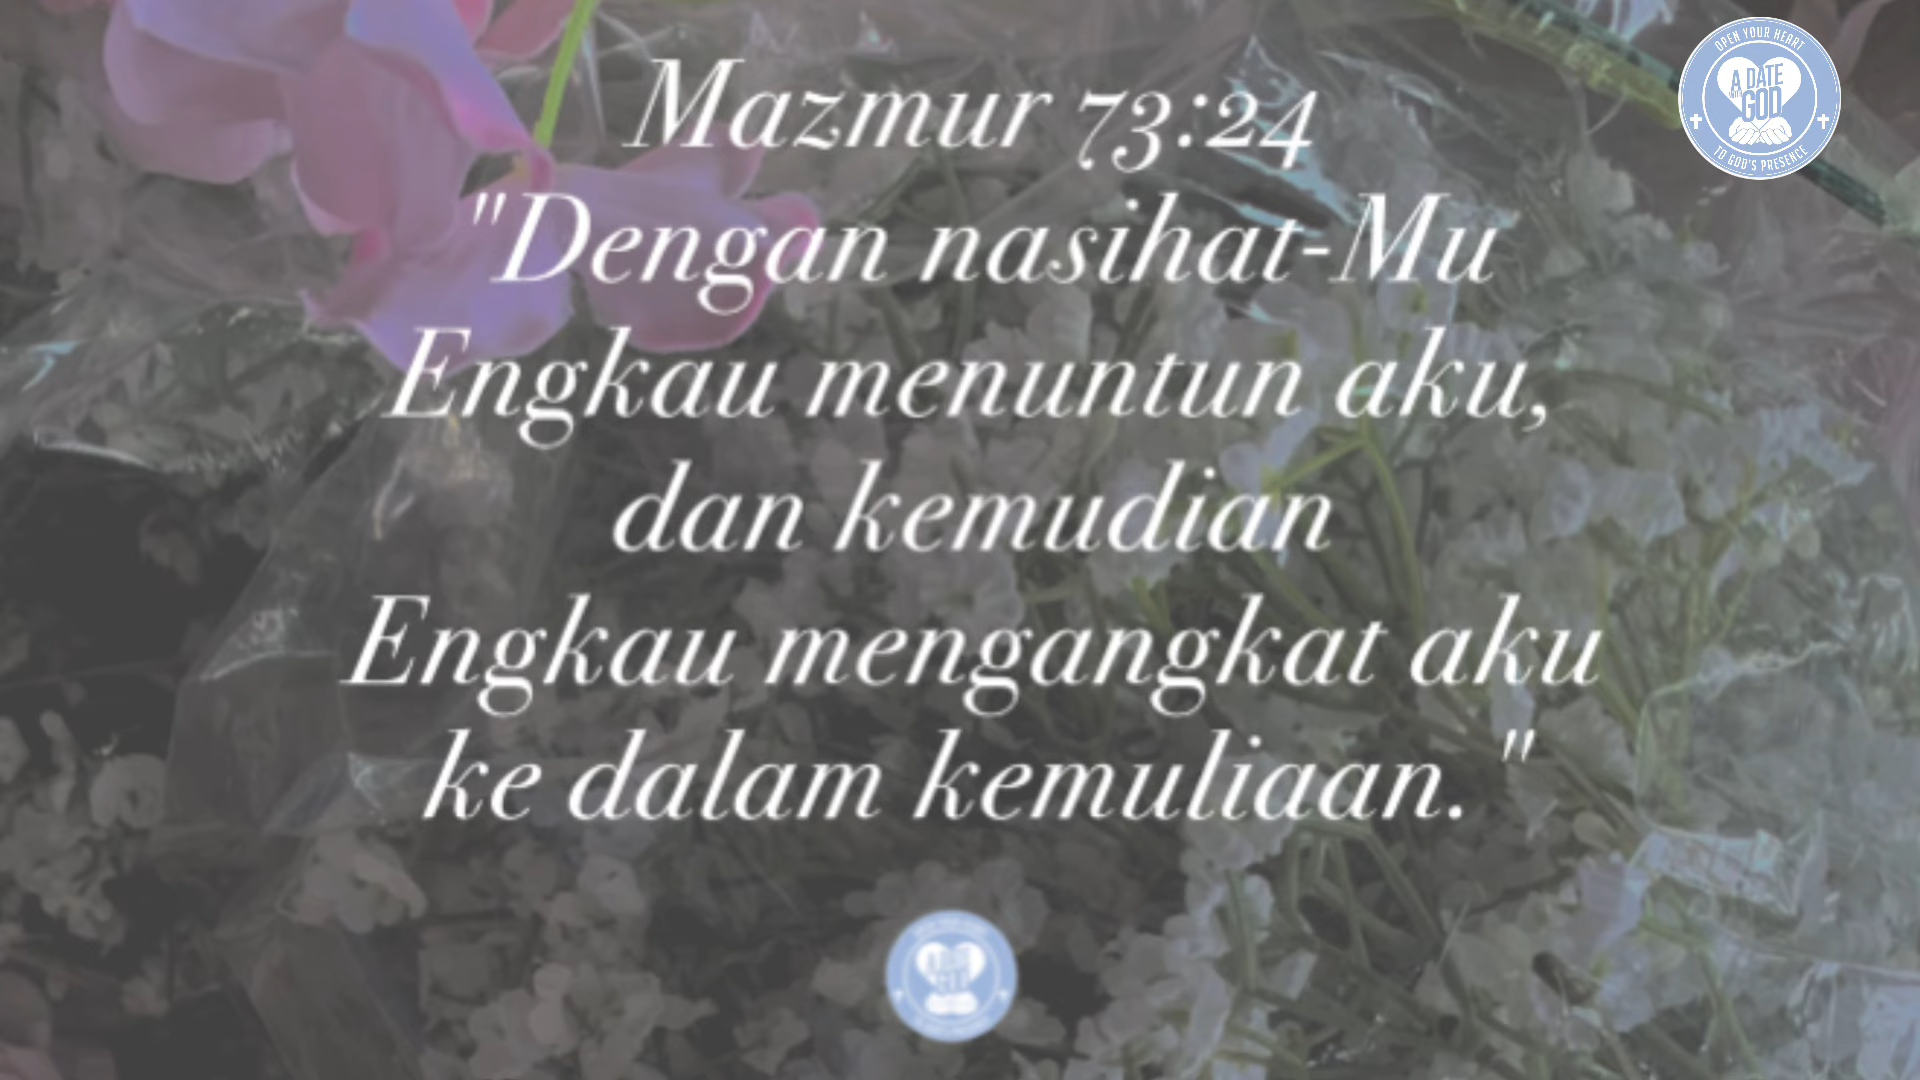 Mazmur 73:24
"Dengan nasihat-Mu
Engkau menuntun aku,
dan kemudian
Engkau mengangkat aku
ke dalam kemuliaan."
OPEN YOUR HEART
A DATE
WITH
GOD
TO GOD'S PRESENCE